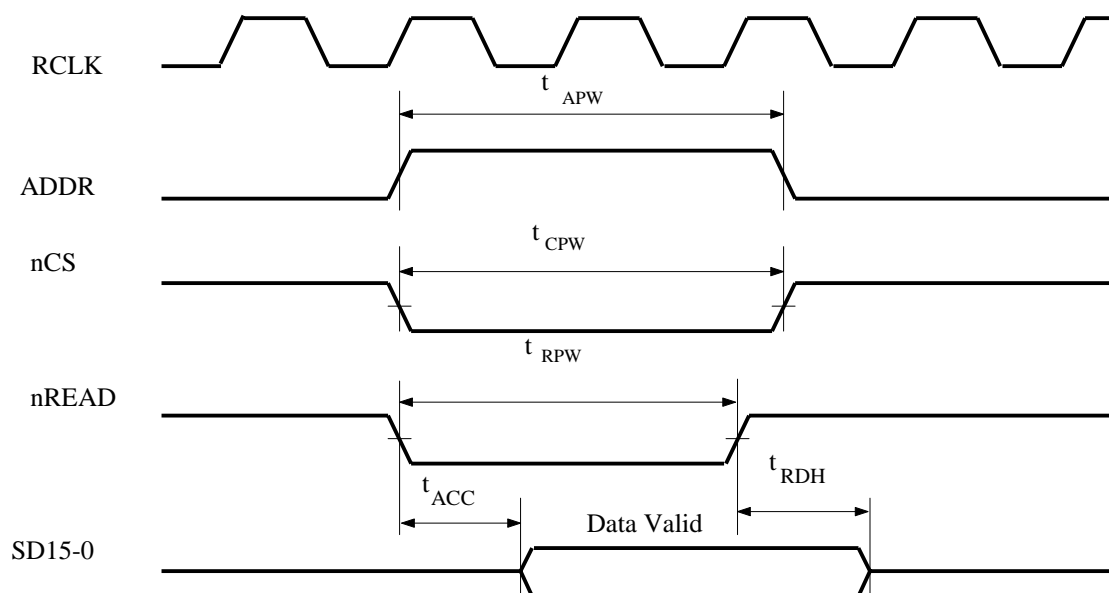 RCLK
t APW
ADDR
t CPW
nCS
t RPW
nREAD
t ACC
t RDH
Data Valid
SD15-0